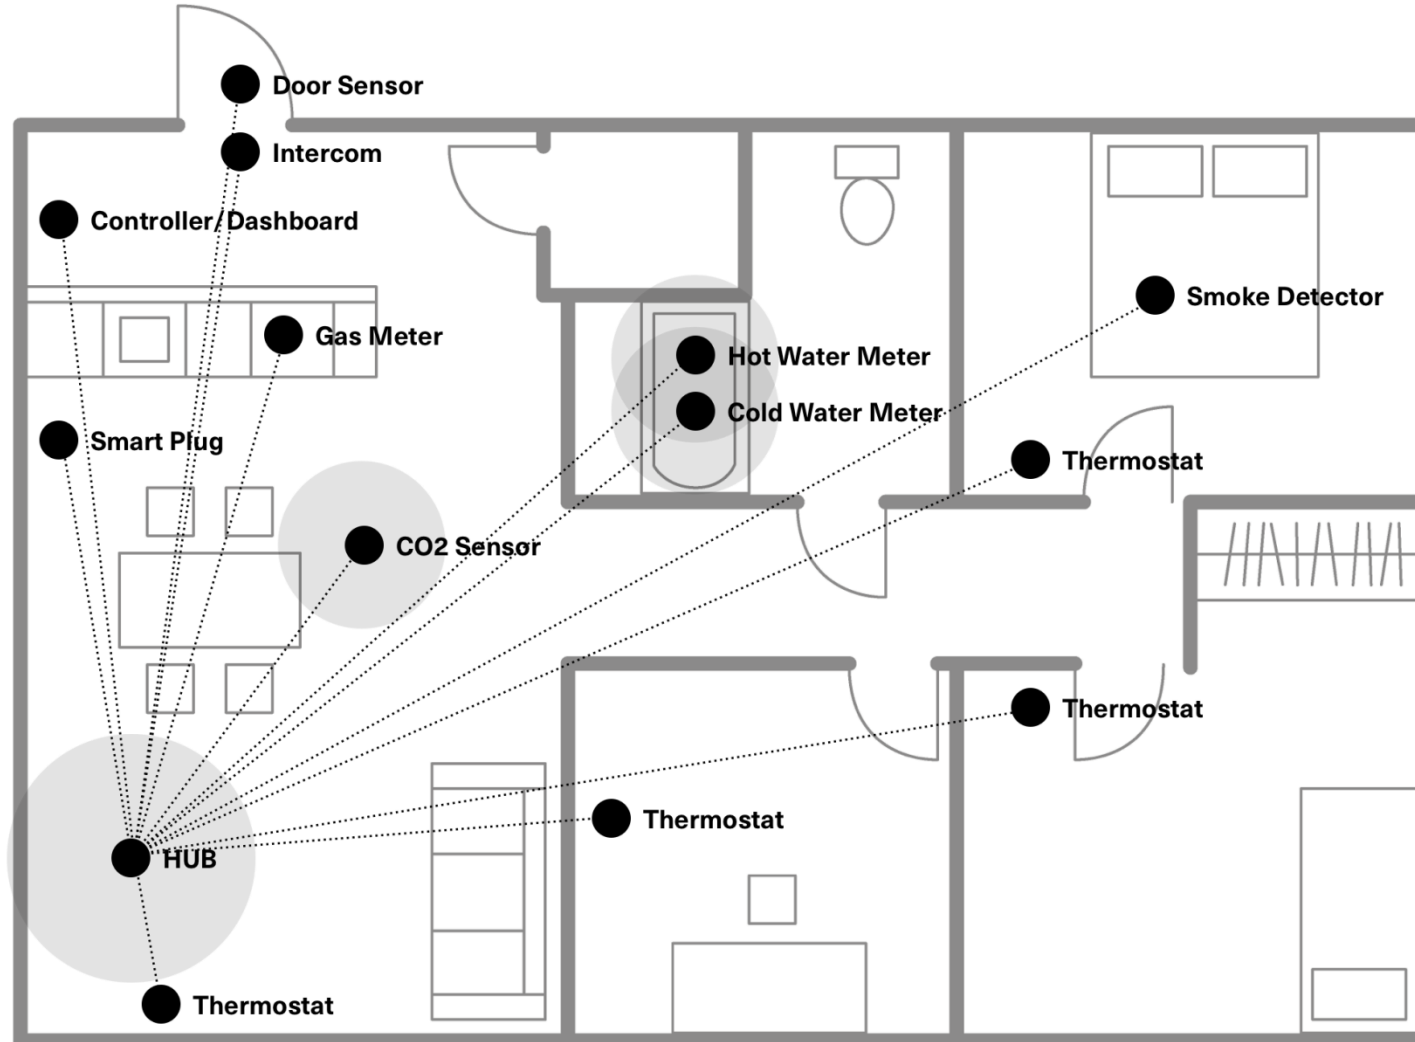 Door Sensor
Intercom
Controller/Dashboard
Smoke Detector
Gas Meter
Hot Water Meter
Cold Water Meter
Smart Plug
Thermostat
CO2 Sensor
Thermostat
Thermostat
HUB
Thermostat